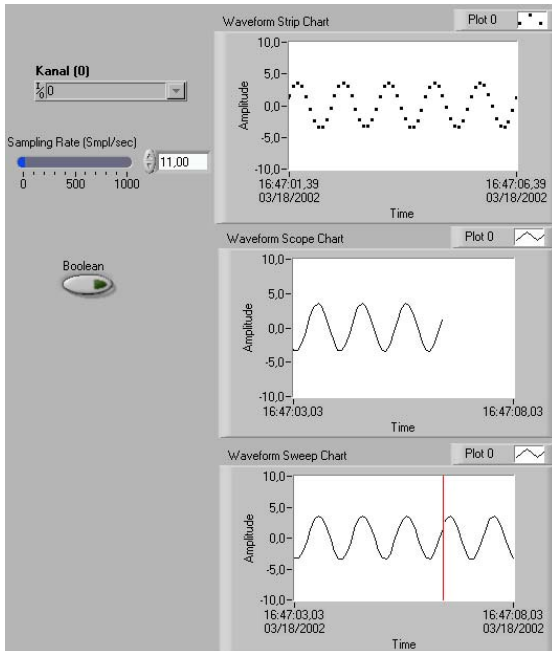 Waveform Strip Chart
Plot 0
10,0
5,0
0,0
-5,0
-10,0
Amplitude
16:47:01,39
03/18/2002
16:47:06,39
03/18/2002
Time
Kanal (0)
I/O 0
Sampling Rate (Smpl/sec)
11,00
0 500 1000
Boolean
Waveform Scope Chart
Plot 0
10,0
5,0
0,0
-5,0
-10,0
Amplitude
16:47:03,03
16:47:08,03
Time
Waveform Sweep Chart
Plot 0
10,0
5,0
0,0
-5,0
-10,0
Amplitude
16:47:03,03
03/18/2002
16:47:08,03
03/18/2002
Time